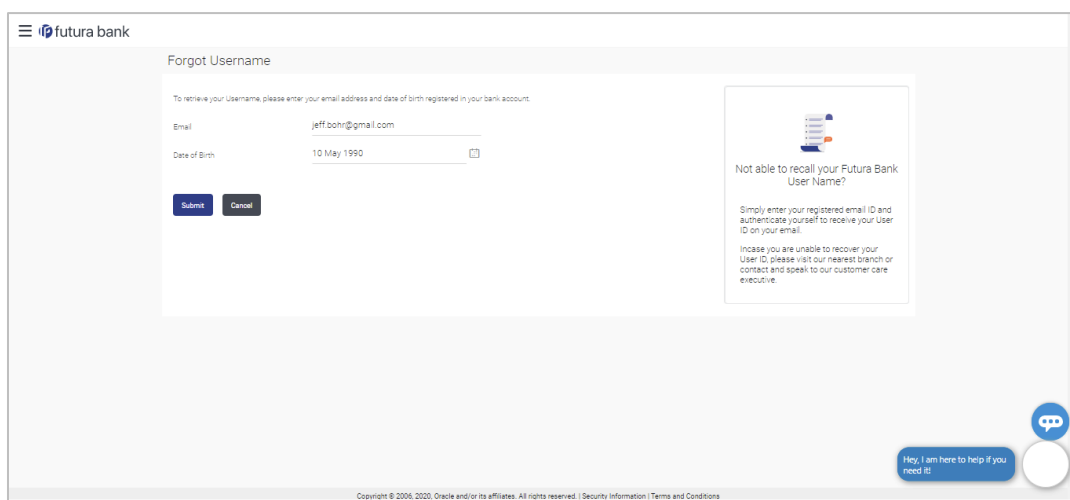 futura bank
Forgot Username
To retrieve your Username, please enter your email address and date of birth registered in your bank account.
Email jeff.bohr@gmail.com
Date of Birth 10 May 1990
Submit Cancel
Not able to recall your Futura Bank
User Name?
Simply enter your registered email ID and
authenticate yourself to receive your User
ID on your email.
Incase you are unable to recover your
User ID, please visit our nearest branch or
contact and speak to our customer care
executive.
Hey, I am here to help if you
need it!
Copyright © 2006, 2020, Oracle and/or its affiliates. All rights reserved. | Security Information | Terms and Conditions